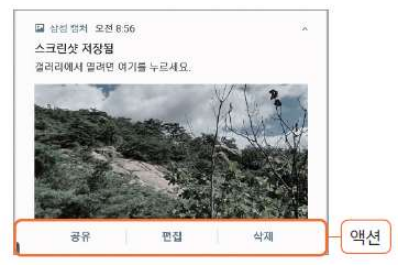 삼성 캡처 오전 8:56
스크린샷 저장됨
갤러리에서 열려면 여기를 누르세요.
공유 편집 삭제
액션